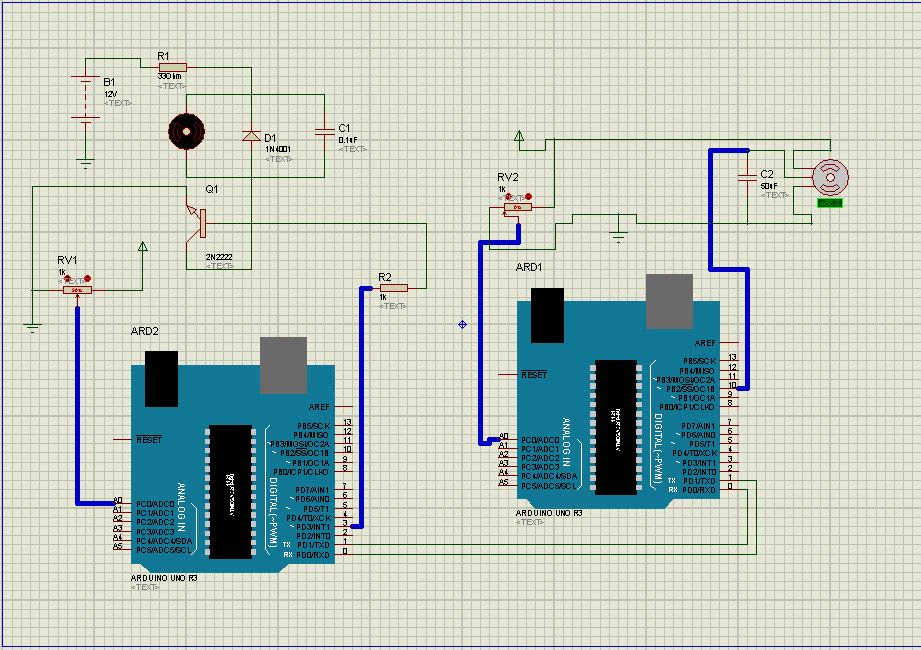 R1
330 hm
<TEXT>
B1
12V
<TEXT>
D1
1N4001
<TEXT>
C1
0.1uF
<TEXT>
Q1
2N2222
<TEXT>
RV1
1k
<TEXT>
R2
1k
<TEXT>
RV2
1k
<TEXT>
C2
50uF
<TEXT>
ARD2
AREF
RESET
PB5/SCK 13
PB4/MISO 12
~PB3/MOSI/OC2A 11
~PB2/SS/OC1B 10
~PB1/OC1A 9
PB0/ICP1/CLKO 8
PD7/AIN1 7
~PD6/AIN0 6
~PD5/T1 5
PD4/T0/XCK 4
~PD3/INT1 3
PD2/INT0 2
TX PD1/TXD 1
RX PD0/RXD 0
A0 PC0/ADC0
A1 PC1/ADC1
A2 PC2/ADC2
A3 PC3/ADC3
A4 PC4/ADC4/SDA
A5 PC5/ADC5/SCL
ANALOG IN
DIGITAL (~PWM)
ARDUINO UNO R3
<TEXT>
ARD1
AREF
RESET
PB5/SCK 13
PB4/MISO 12
~PB3/MOSI/OC2A 11
~PB2/SS/OC1B 10
~PB1/OC1A 9
PB0/ICP1/CLKO 8
PD7/AIN1 7
~PD6/AIN0 6
~PD5/T1 5
PD4/T0/XCK 4
~PD3/INT1 3
PD2/INT0 2
TX PD1/TXD 1
RX PD0/RXD 0
A0 PC0/ADC0
A1 PC1/ADC1
A2 PC2/ADC2
A3 PC3/ADC3
A4 PC4/ADC4/SDA
A5 PC5/ADC5/SCL
ANALOG IN
DIGITAL (~PWM)
ARDUINO UNO R3
<TEXT>